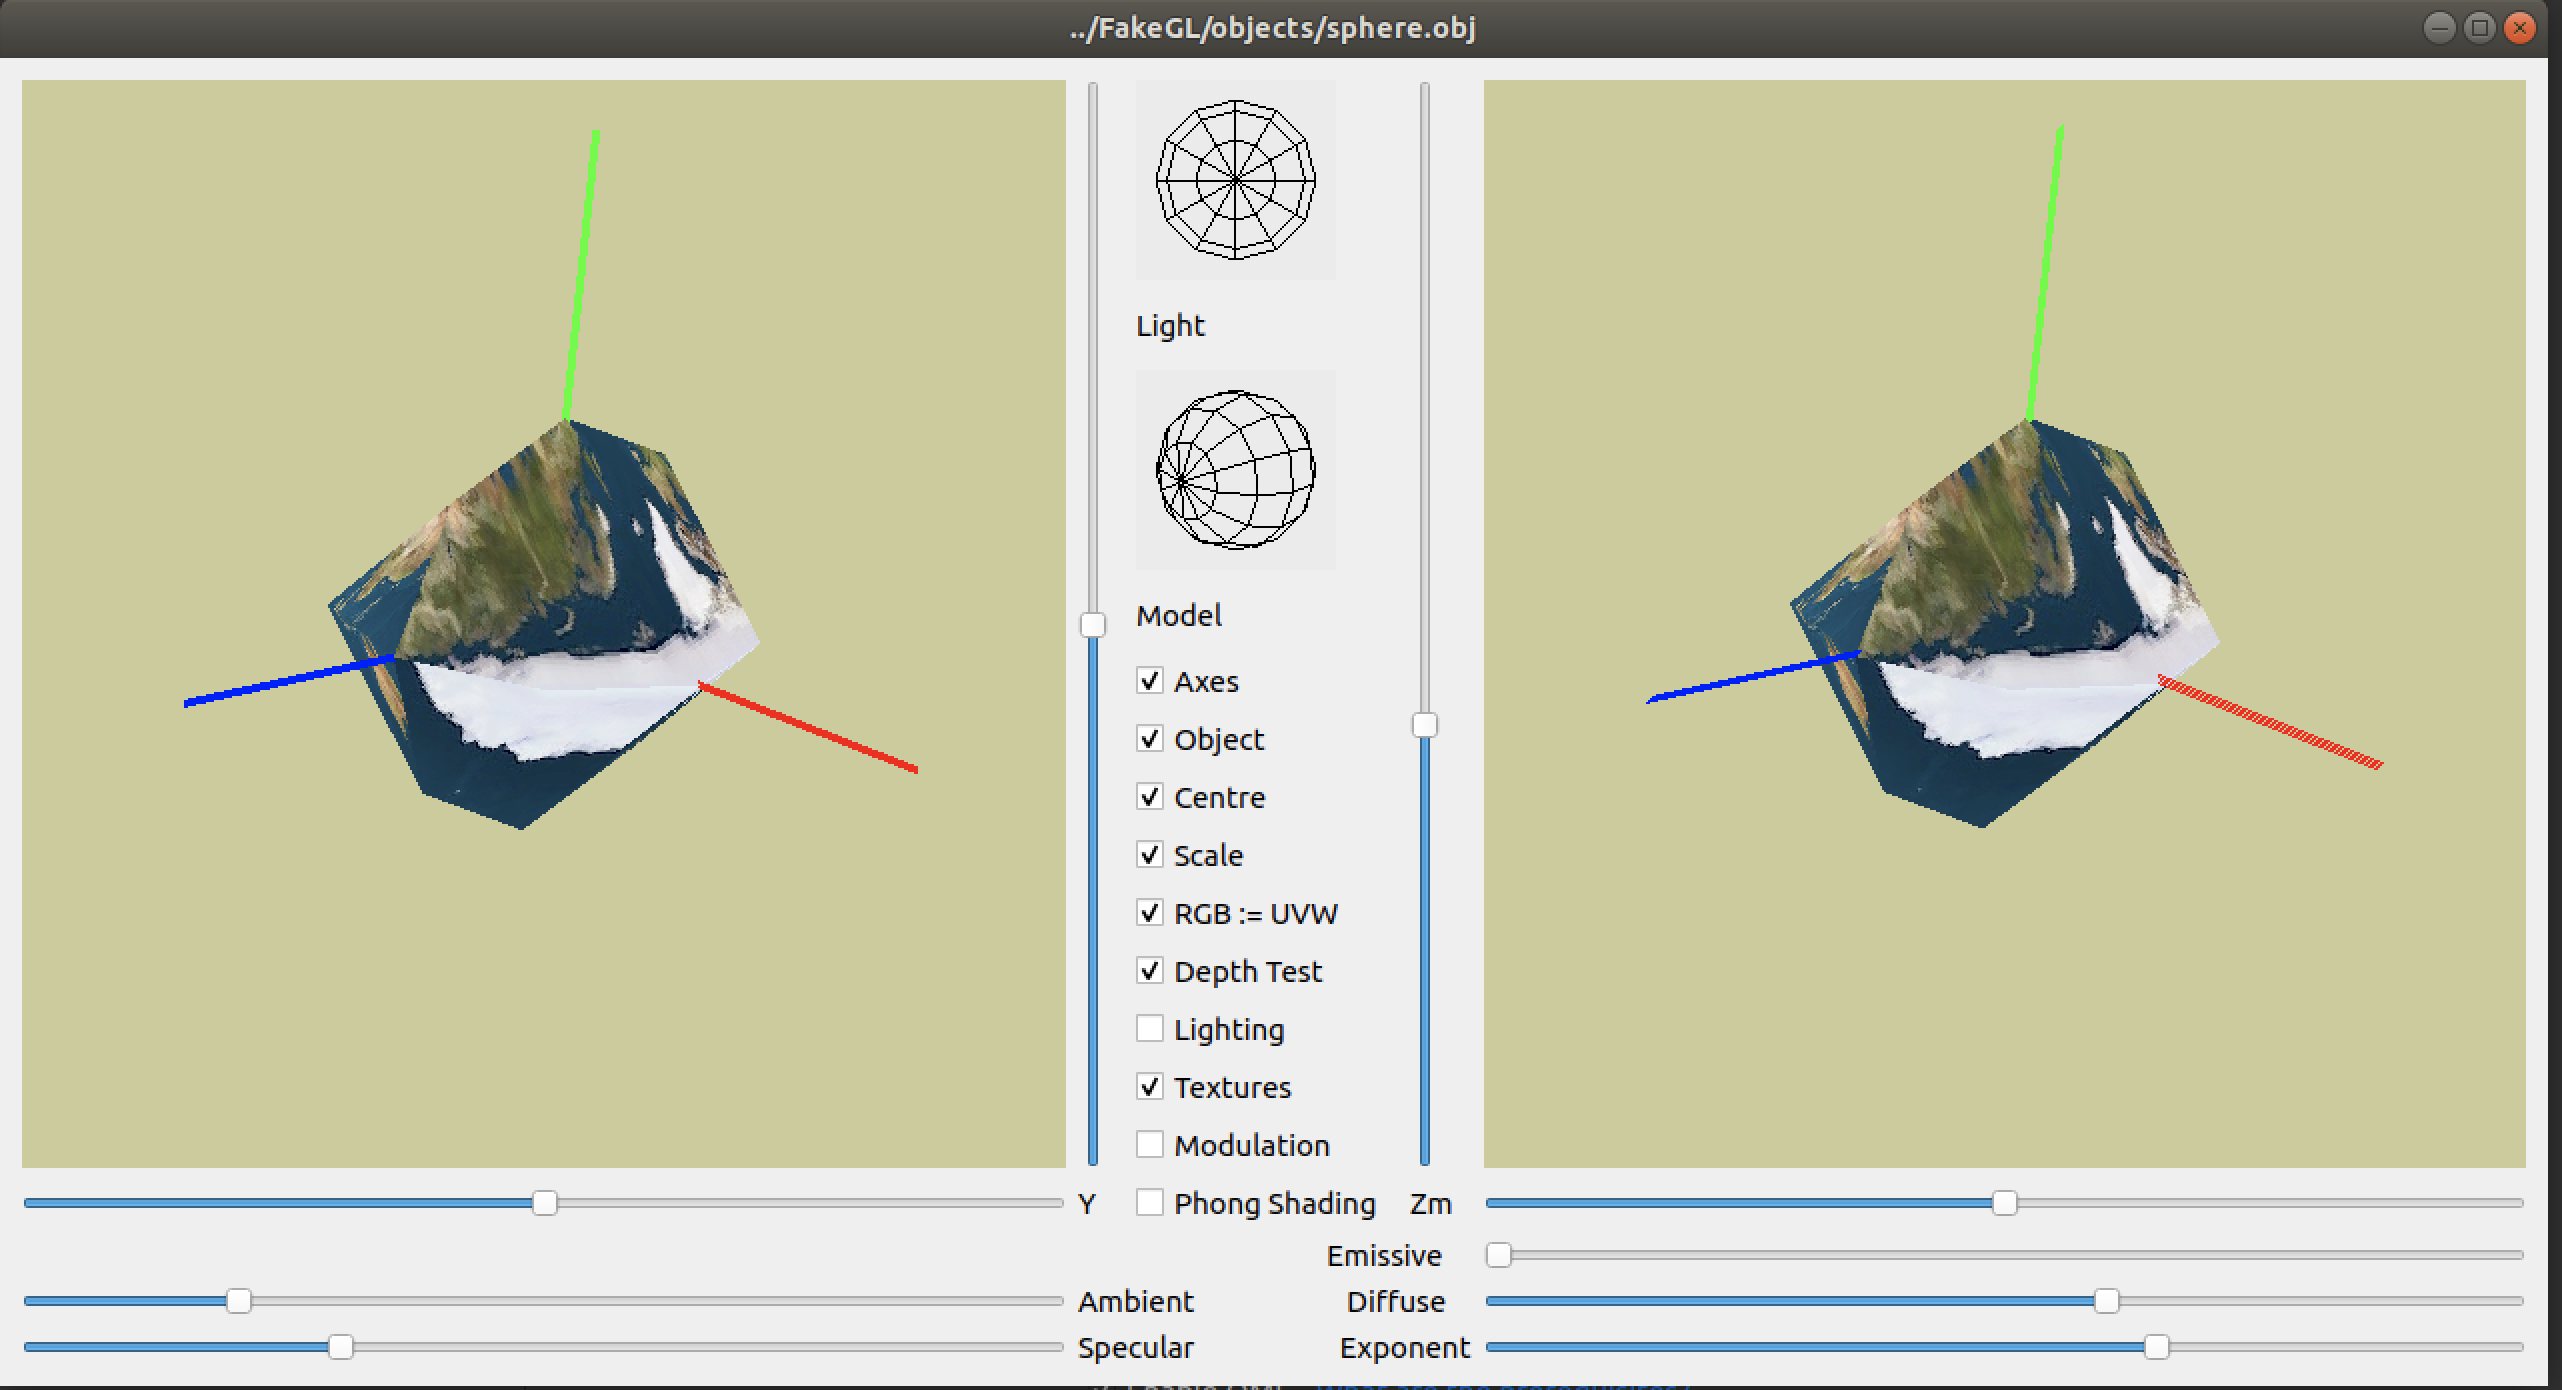 ../FakeGL/objects/sphere.obj
Light
Model
Axes
Object
Centre
Scale
RGB := UVW
Depth Test
Lighting
Textures
Modulation
Y
Phong Shading
Zm
Emissive
Ambient
Diffuse
Specular
Exponent